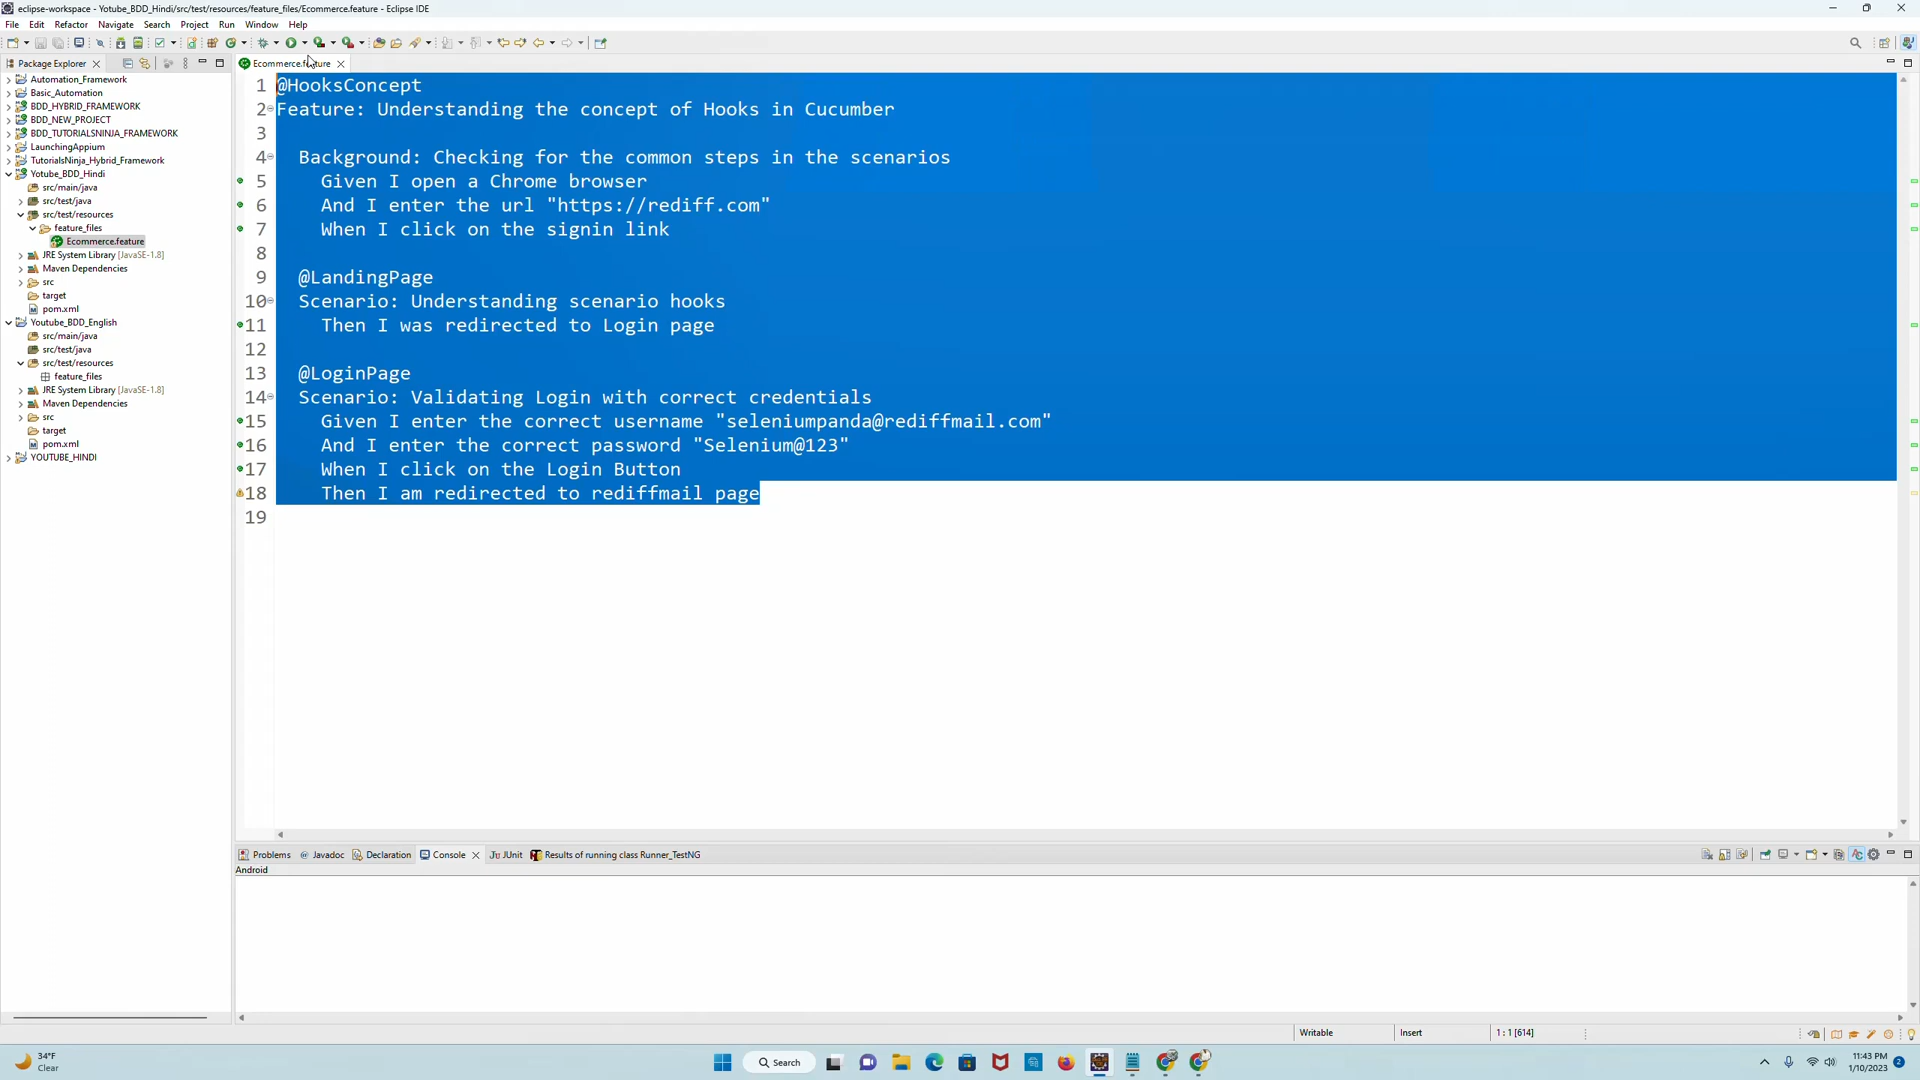 eclipse-workspace - Yotube_BDD_Hindi/src/test/resources/feature_files/Ecommerce.feature - Eclipse IDE
File Edit Refactor Navigate Search Project Run Window Help
Package Explorer
Ecommerce.feature
Automation_Framework
Basic_Automation
BDD_HYBRID_FRAMEWORK
BDD_NEW_PROJECT
BDD_TUTORIALSNINJA_FRAMEWORK
LaunchingAppium
TutorialsNinja_Hybrid_Framework
Yotube_BDD_Hindi
src/main/java
src/test/java
src/test/resources
feature_files
Ecommerce.feature
JRE System Library [JavaSE-1.8]
Maven Dependencies
src
target
pom.xml
Youtube_BDD_English
src/main/java
src/test/java
src/test/resources
feature_files
JRE System Library [JavaSE-1.8]
Maven Dependencies
src
target
pom.xml
YOUTUBE_HINDI
1 @HooksConcept
2 Feature: Understanding the concept of Hooks in Cucumber
3
4 Background: Checking for the common steps in the scenarios
5 Given I open a Chrome browser
6 And I enter the url "https://rediff.com"
7 When I click on the signin link
8
9 @LandingPage
10 Scenario: Understanding scenario hooks
11 Then I was redirected to Login page
12
13 @LoginPage
14 Scenario: Validating Login with correct credentials
15 Given I enter the correct username "seleniumpanda@rediffmail.com"
16 And I enter the correct password "Selenium@123"
17 When I click on the Login Button
18 Then I am redirected to rediffmail page
19
Problems Javadoc Declaration Console JUnit Results of running class Runner_TestNG
Android
Writable Insert 1 : 1 [614]
34°F
Clear
Search
11:43 PM
1/10/2023
2